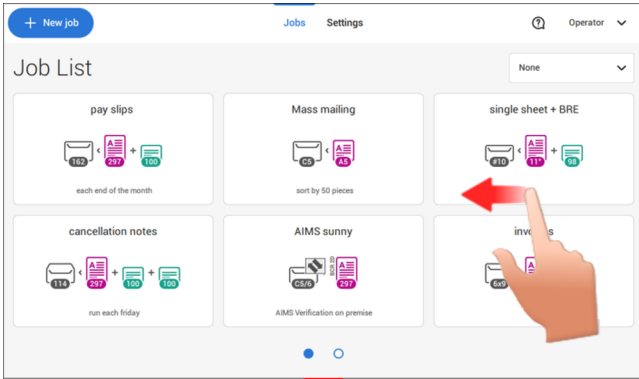 + New job
Jobs
Settings
Operator
Job List
None
pay slips
162
297
100
each end of the month
Mass mailing
C5
A5
sort by 50 pieces
single sheet + BRE
#10
11"
98
cancellation notes
114
297
100
100
run each friday
AIMS sunny
C5/6
BCR 2D
297
AIMS Verification on premise
6x9